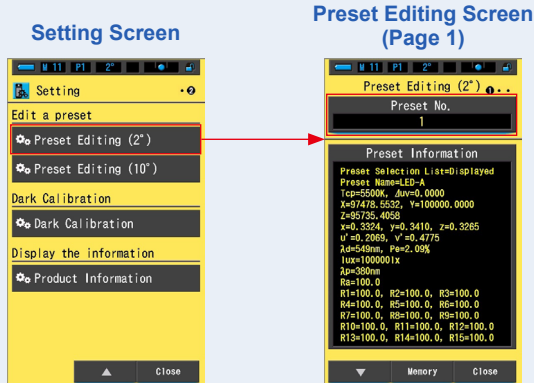 Setting Screen
M 11 P1 2°
Setting
Edit a preset
Preset Editing (2°)
Preset Editing (10°)
Dark Calibration
Dark Calibration
Display the information
Product Information
▲ Close
Preset Editing Screen
(Page 1)
M 11 P1 2°
Preset Editing (2°)
Preset No.
1
Preset Information
Preset Selection List=Displayed
Preset Name=LED-A
Tcp=5500K, ⊿uv=0.0000
X=97478.5532, Y=100000.0000
Z=95735.4058
x=0.3324, y=0.3410, z=0.3265
u'=0.2069, v'=0.4775
λd=549nm, Pe=2.09%
lux=100000lx
λp=380nm
Ra=100.0
R1=100.0, R2=100.0, R3=100.0
R4=100.0, R5=100.0, R6=100.0
R7=100.0, R8=100.0, R9=100.0
R10=100.0, R11=100.0, R12=100.0
R13=100.0, R14=100.0, R15=100.0
▼ Memory Close